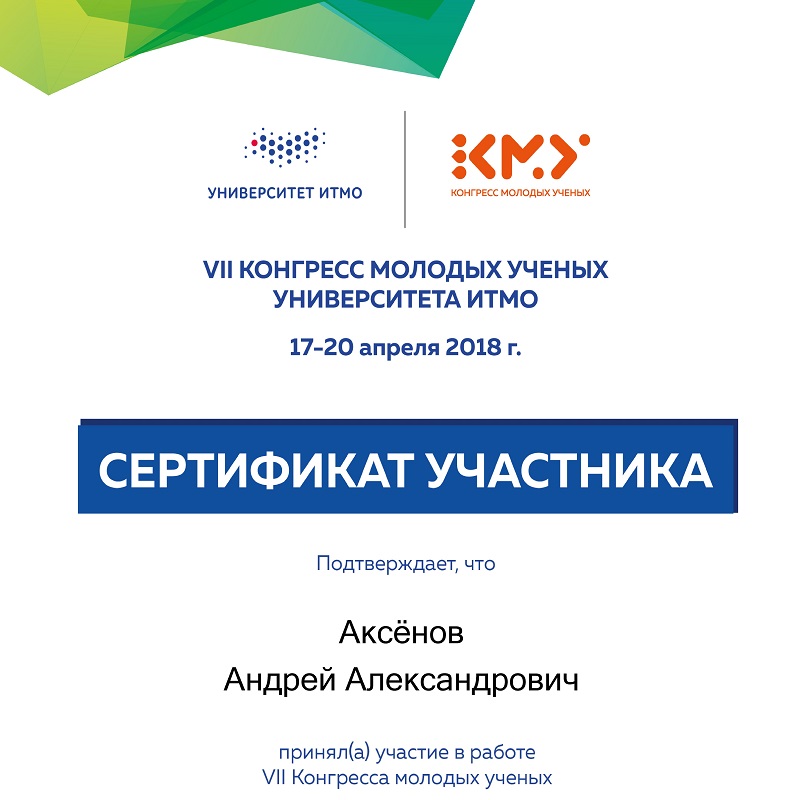 УНИВЕРСИТЕТ ИТМО
КМУ
КОНГРЕСС МОЛОДЫХ УЧЕНЫХ
VII КОНГРЕСС МОЛОДЫХ УЧЕНЫХ
УНИВЕРСИТЕТА ИТМО
17-20 апреля 2018 г.
СЕРТИФИКАТ УЧАСТНИКА
Подтверждает, что
Аксёнов
Андрей Александрович
принял(а) участие в работе
VII Конгресса молодых ученых